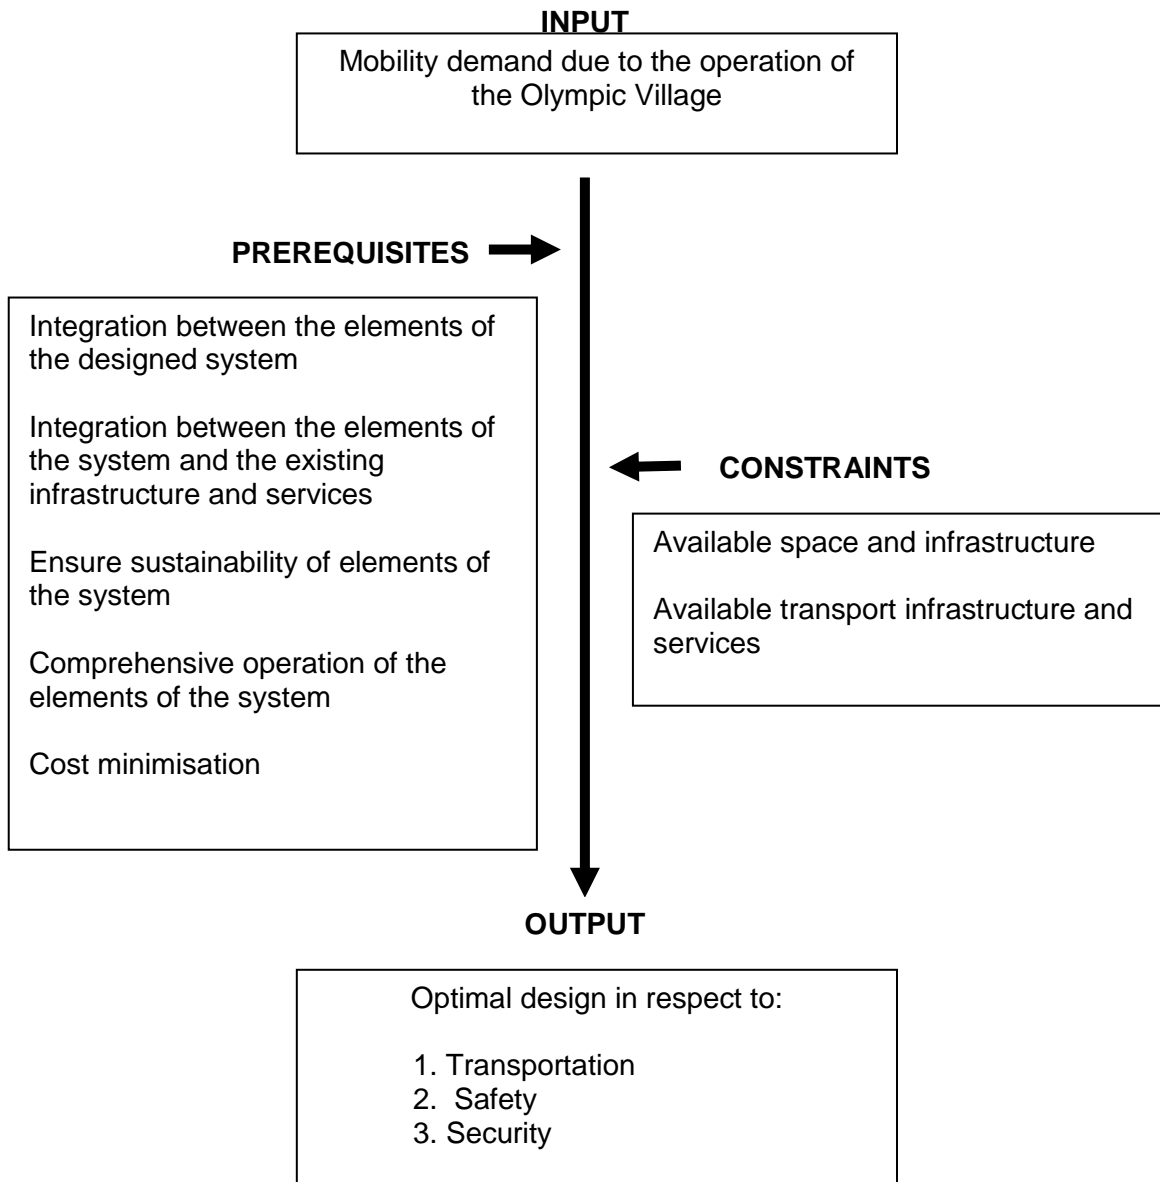 INPUT
Mobility demand due to the operation of
the Olympic Village
PREREQUISITES
Integration between the elements of
the designed system
Integration between the elements of
the system and the existing
infrastructure and services
Ensure sustainability of elements of
the system
Comprehensive operation of the
elements of the system
Cost minimisation
CONSTRAINTS
Available space and infrastructure
Available transport infrastructure and
services
OUTPUT
Optimal design in respect to:
1. Transportation
2. Safety
3. Security